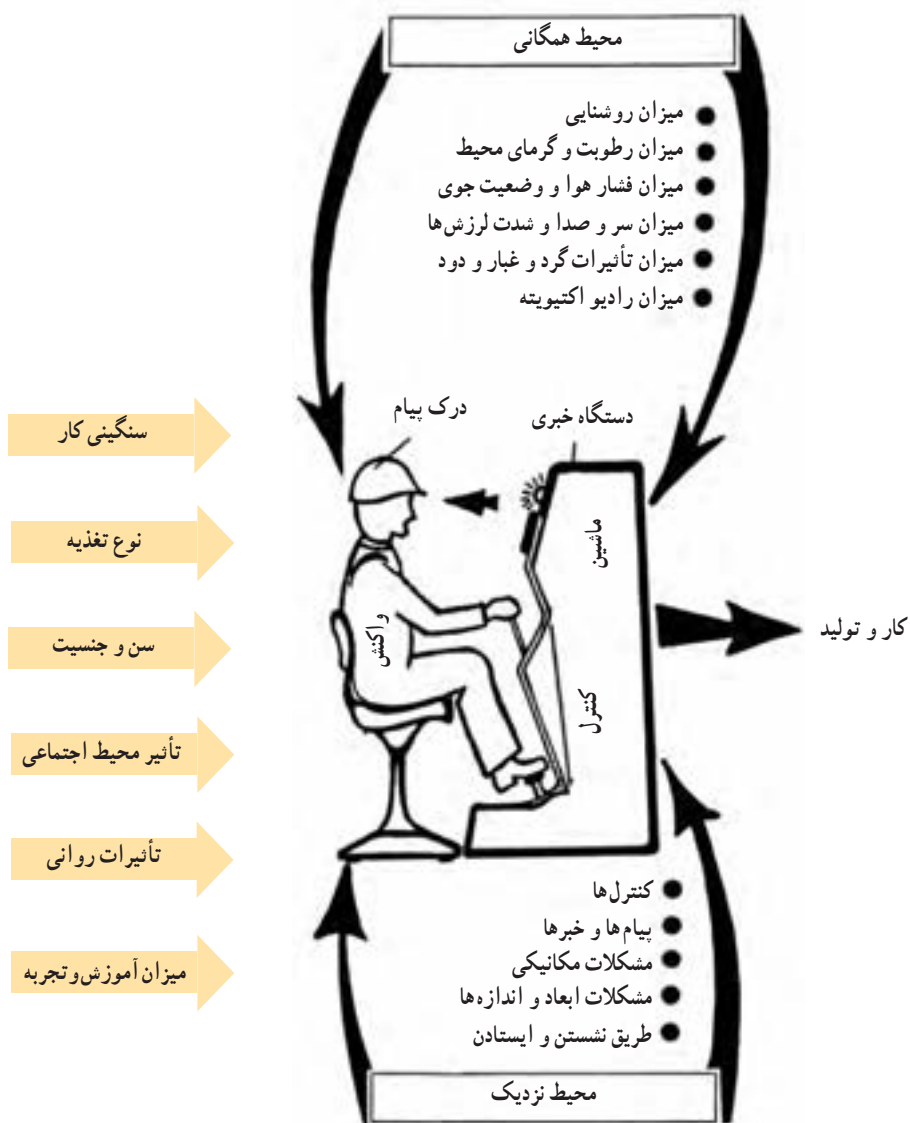 محیط همگانی
میزان روشنایی
میزان رطوبت و گرمای محیط
میزان فشار هوا و وضعیت جوی
میزان سر و صدا و شدت لرزش‌ها
میزان تأثیرات گرد و غبار و دود
میزان رادیو اکتیویته
دستگاه خبری
درک پیام
ماشین
واکنش
کنترل
کار و تولید
سنگینی کار
نوع تغذیه
سن و جنسیت
تأثیر محیط اجتماعی
تأثیرات روانی
میزان آموزش و تجربه
کنترل‌ها
پیام‌ها و خبرها
مشکلات مکانیکی
مشکلات ابعاد و اندازه‌ها
طریق نشستن و ایستادن
محیط نزدیک